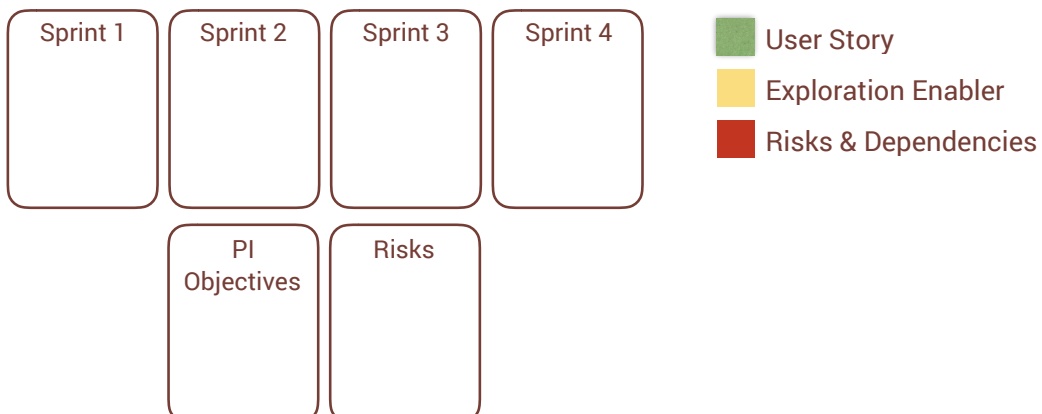 Sprint 1
Sprint 2
Sprint 3
Sprint 4
User Story
Exploration Enabler
Risks & Dependencies
PI
Objectives
Risks